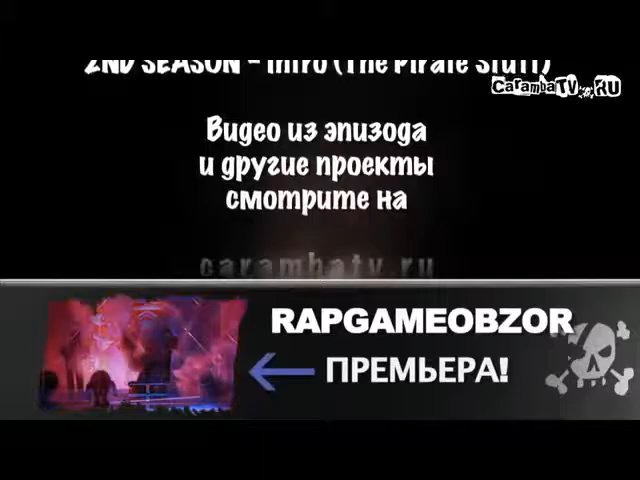 2ND SEASON - Intro (The Pirate Stuff)
CarambaTV.RU
Видео из эпизода
и другие проекты
смотрите на
carambatv.ru
RAPGAMEOBZOR
ПРЕМЬЕРА!